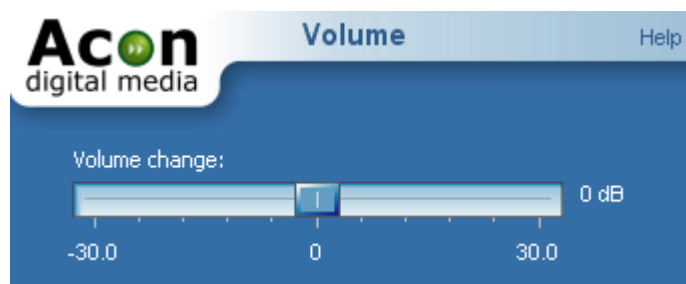 Acon
digital media
Volume
Help
Volume change:
0 dB
-30.0
0
30.0